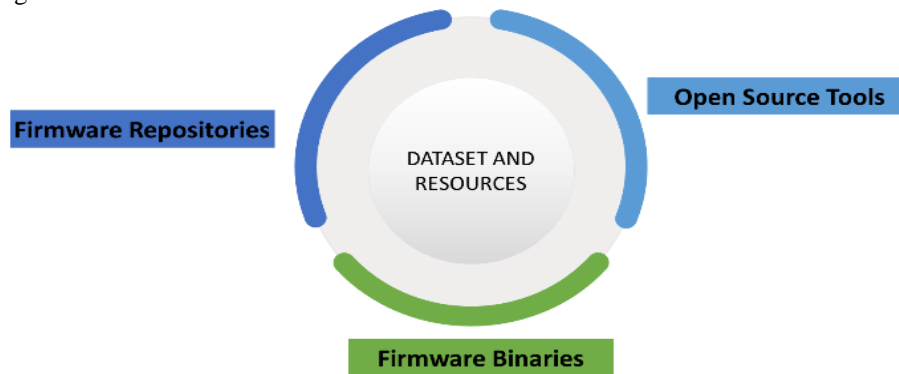 Open Source Tools
Firmware Repositories
DATASET AND
RESOURCES
Firmware Binaries